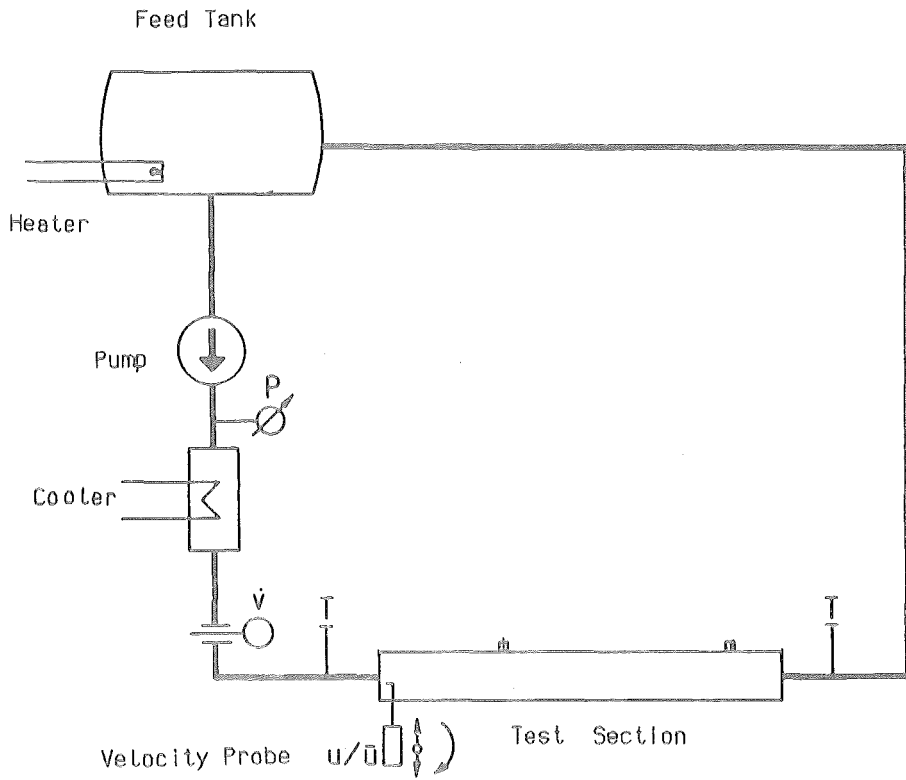 Feed Tank
Heater
Pump
P
Cooler
V̇
T
T
Test Section
Velocity Probe u/ū